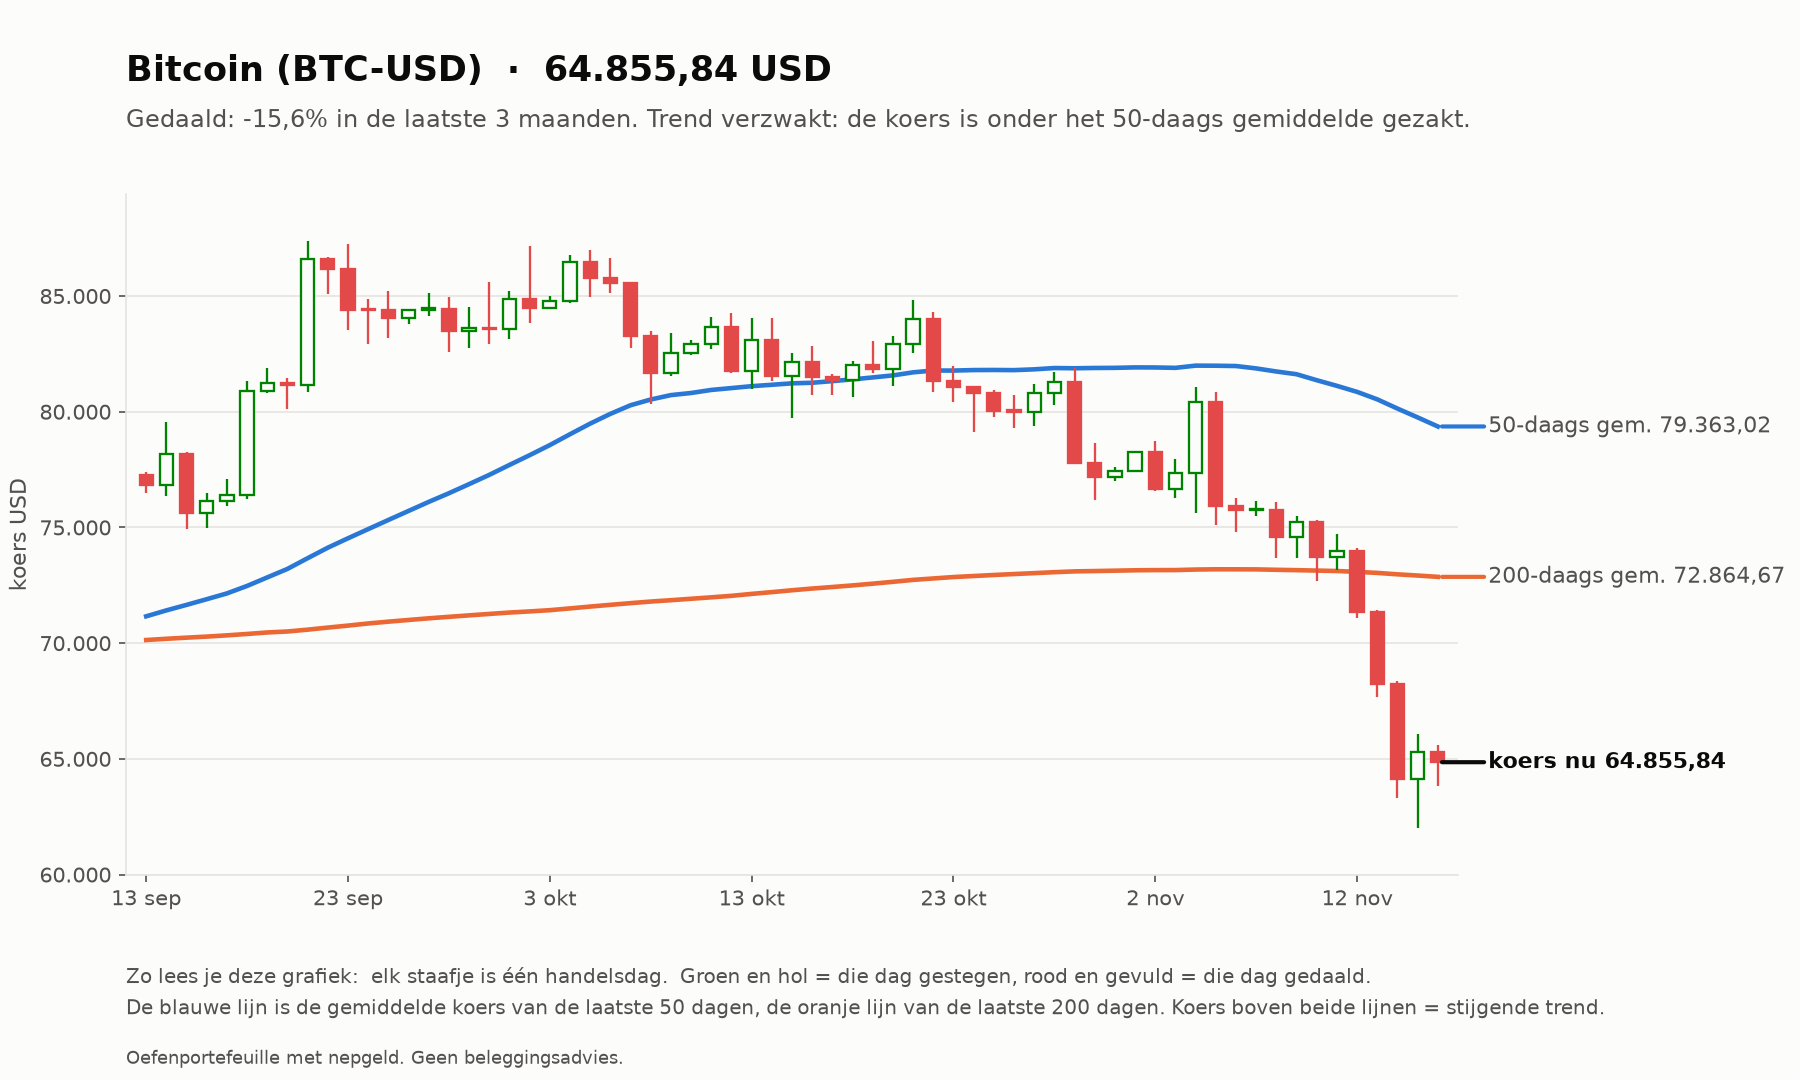 Bitcoin (BTC-USD)  ·  64.855,84 USD
Gedaald: -15,6% in de laatste 3 maanden. Trend verzwakt: de koers is onder het 50-daags gemiddelde gezakt.
koers USD
85.000
80.000
75.000
70.000
65.000
60.000
50-daags gem. 79.363,02
200-daags gem. 72.864,67
koers nu 64.855,84
13 sep
23 sep
3 okt
13 okt
23 okt
2 nov
12 nov
Zo lees je deze grafiek:  elk staafje is één handelsdag.  Groen en hol = die dag gestegen, rood en gevuld = die dag gedaald.
De blauwe lijn is de gemiddelde koers van de laatste 50 dagen, de oranje lijn van de laatste 200 dagen. Koers boven beide lijnen = stijgende trend.
Oefenportefeuille met nepgeld. Geen beleggingsadvies.